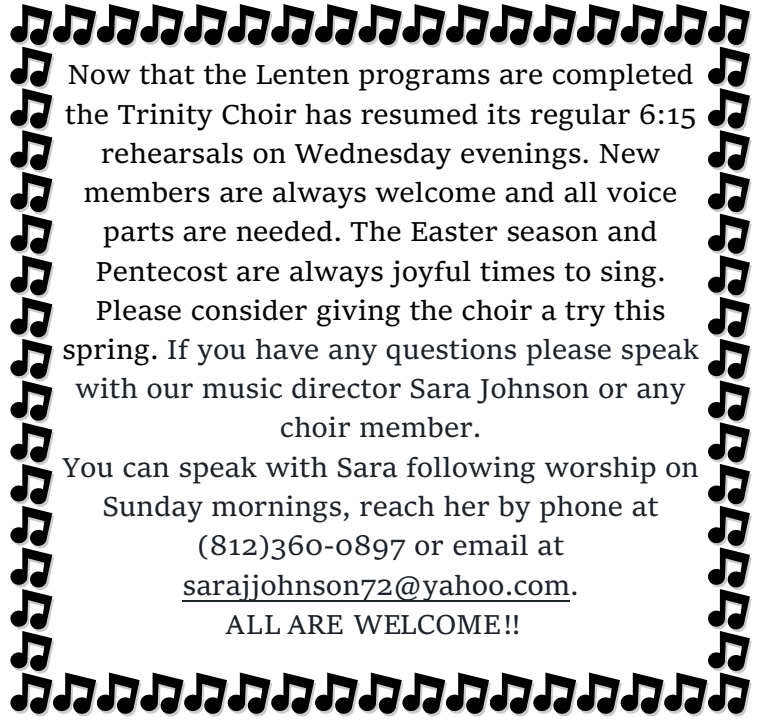 Now that the Lenten programs are completed
the Trinity Choir has resumed its regular 6:15
rehearsals on Wednesday evenings. New
members are always welcome and all voice
parts are needed. The Easter season and
Pentecost are always joyful times to sing.
Please consider giving the choir a try this
spring. If you have any questions please speak
with our music director Sara Johnson or any
choir member.
You can speak with Sara following worship on
Sunday mornings, reach her by phone at
(812)360-0897 or email at
sarajjohnson72@yahoo.com.
ALL ARE WELCOME!!